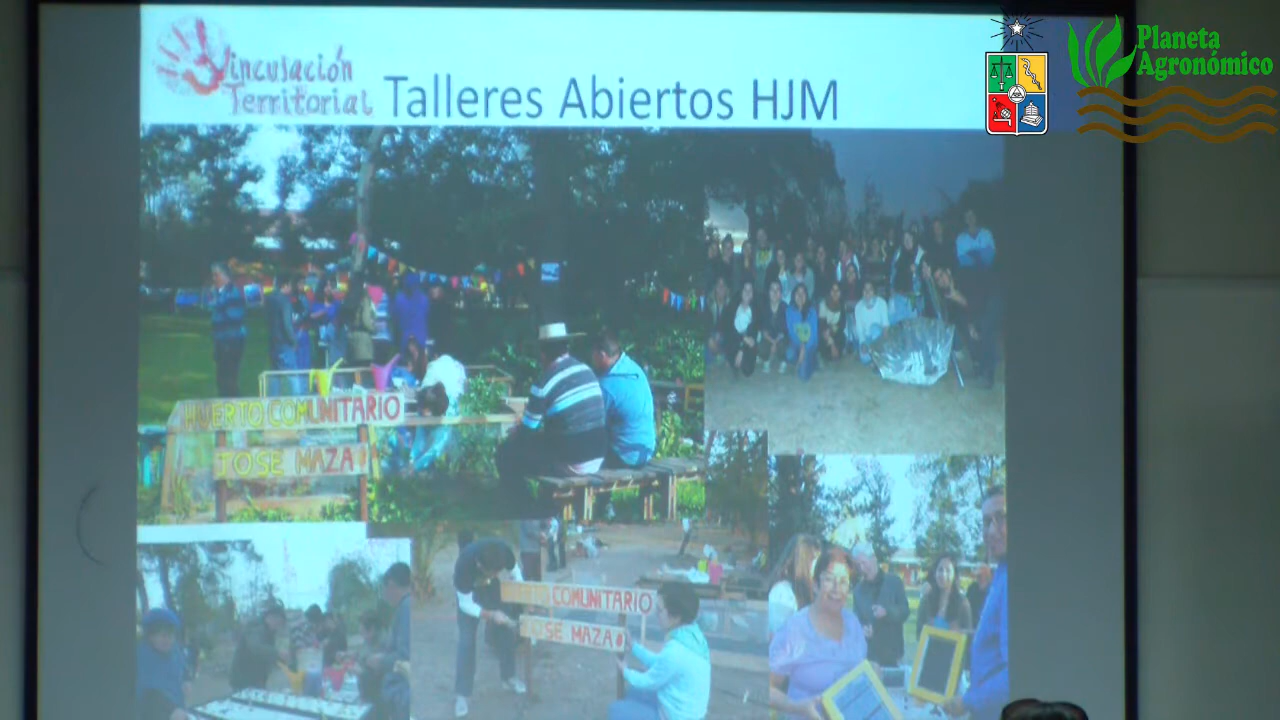 Vinculación
Territorial
Talleres Abiertos HJM
Planeta
Agronómico
HUERTO COMUNITARIO
JOSE MAZA
COMUNITARIO
JOSE MAZA